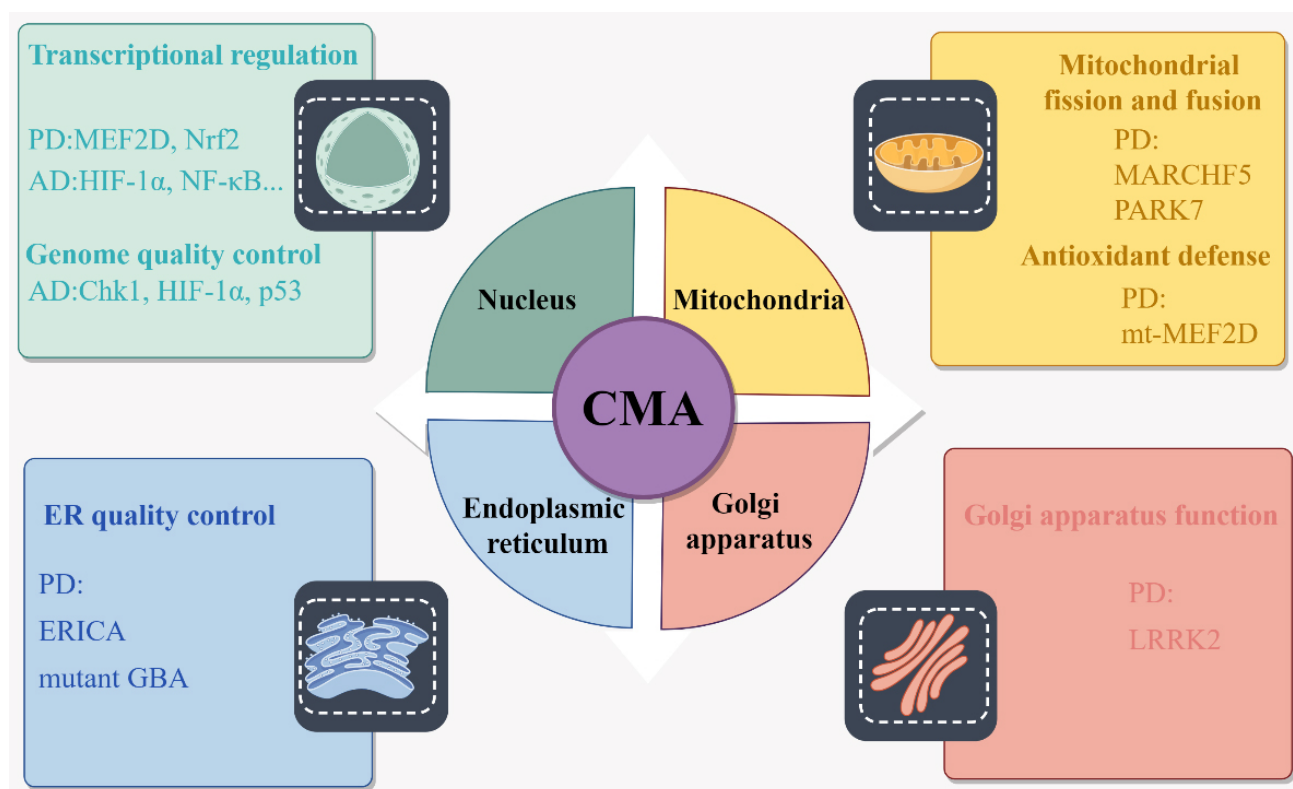 Transcriptional regulation
PD:MEF2D, Nrf2
AD:HIF-1α, NF-κB...
Genome quality control
AD:Chk1, HIF-1α, p53
Mitochondrial
fission and fusion
PD:
MARCHF5
PARK7
Antioxidant defense
PD:
mt-MEF2D
Nucleus
Mitochondria
CMA
Endoplasmic
reticulum
Golgi
apparatus
ER quality control
PD:
ERICA
mutant GBA
Golgi apparatus function
PD:
LRRK2